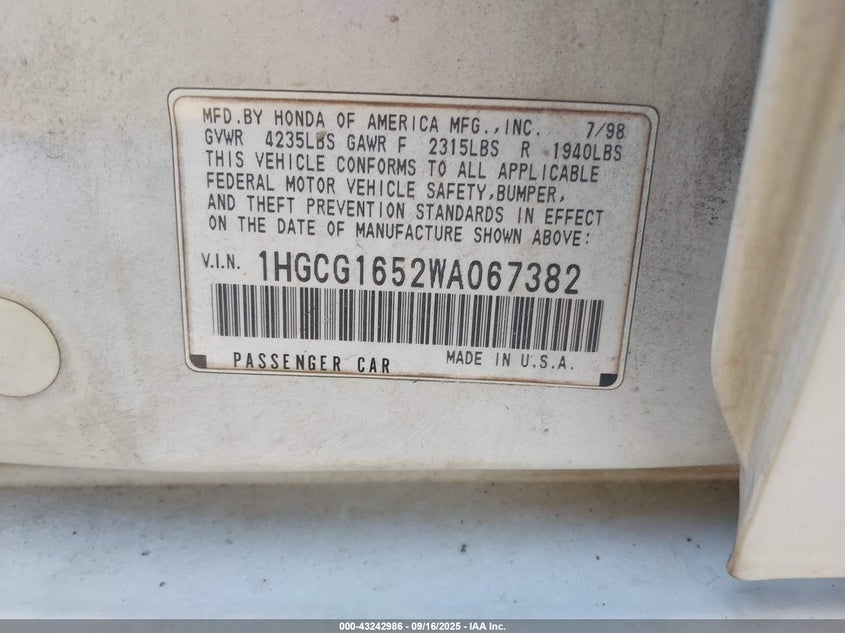 MFD.BY HONDA OF AMERICA MFG.,INC. 7/98
GVWR 4235LBS GAWR F 2315LBS R 1940LBS
THIS VEHICLE CONFORMS TO ALL APPLICABLE
FEDERAL MOTOR VEHICLE SAFETY,BUMPER,
AND THEFT PREVENTION STANDARDS IN EFFECT
ON THE DATE OF MANUFACTURE SHOWN ABOVE:
V.I.N. 1HGCG1652WA067382
PASSENGER CAR MADE IN U.S.A.
000-43242986 - 09/16/2025 - IAA Inc.